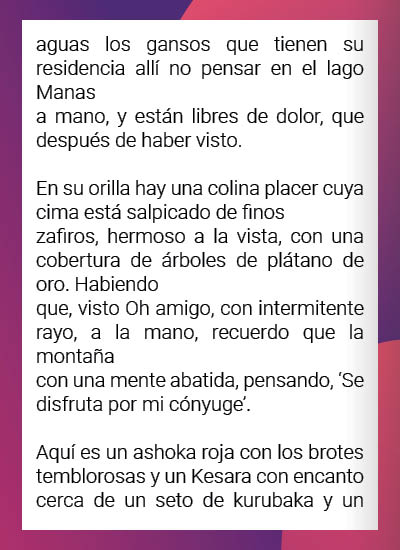 aguas los gansos que tienen su
residencia allí no pensar en el lago
Manas
a mano, y están libres de dolor, que
después de haber visto.

En su orilla hay una colina placer cuya
cima está salpicado de finos
zafiros, hermoso a la vista, con una
cobertura de árboles de plátano de
oro. Habiendo
que, visto Oh amigo, con intermitente
rayo, a la mano, recuerdo que la
montaña
con una mente abatida, pensando, ‘Se
disfruta por mi cónyuge’.

Aquí es un ashoka roja con los brotes
temblorosas y un Kesara con encanto
cerca de un seto de kurubaka y un